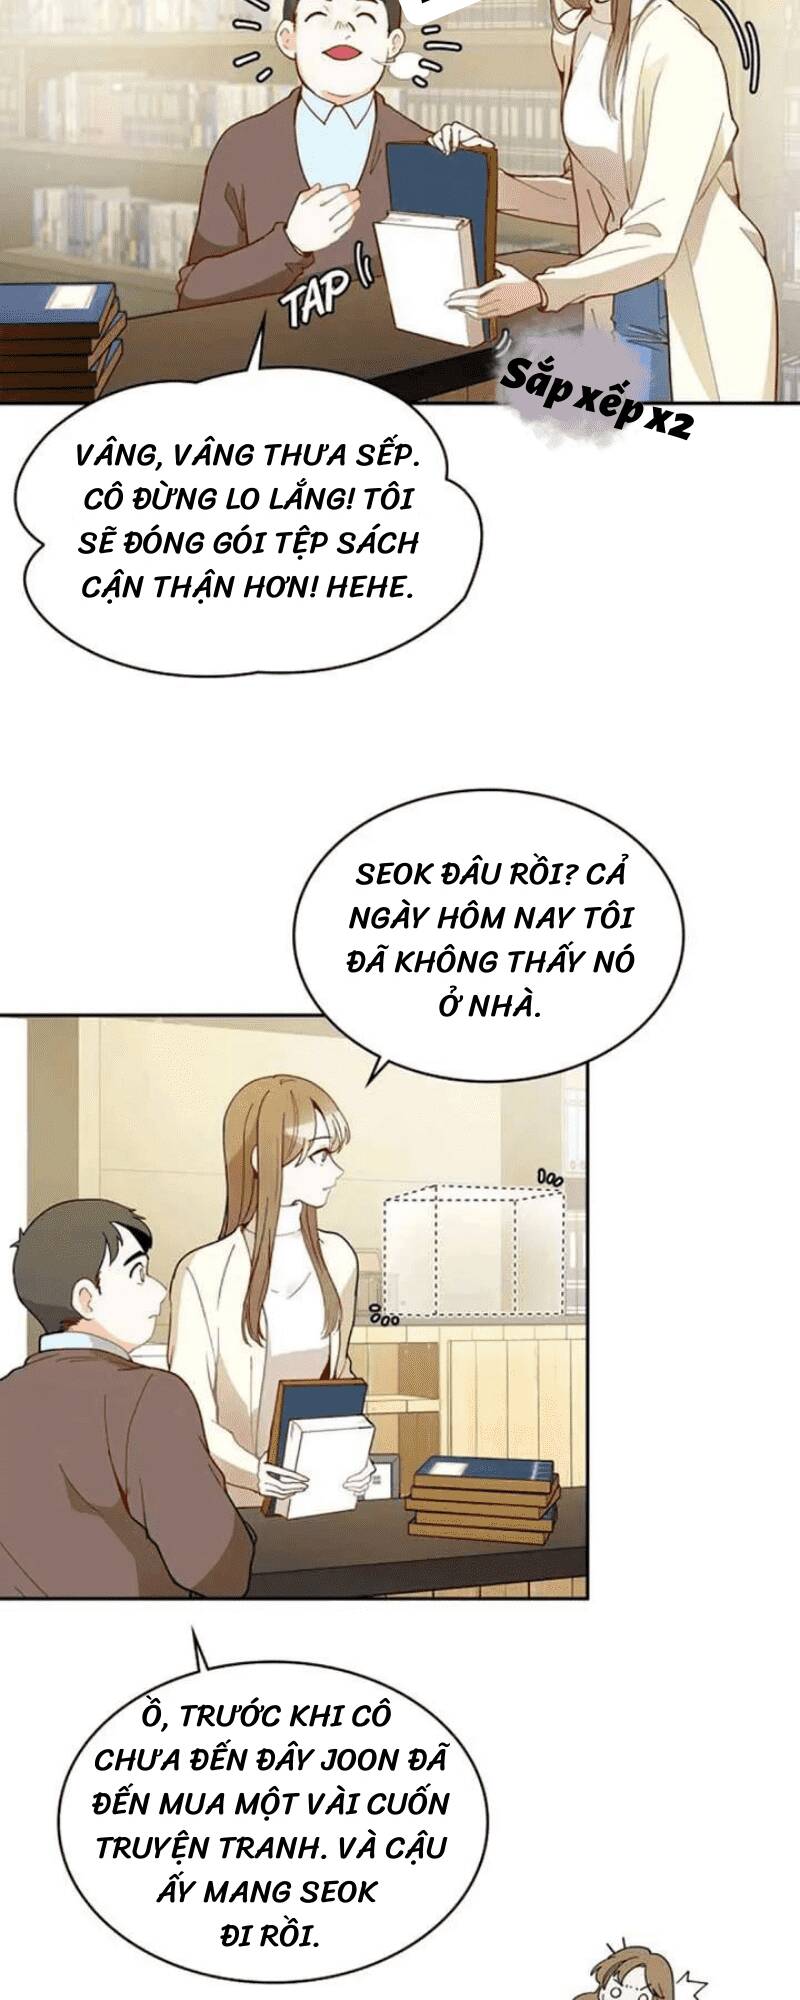 TAP
Sắp xếp x2
VÂNG, VÂNG THƯA SẾP.
CÔ ĐỪNG LO LẮNG! TÔI
SẼ ĐÓNG GÓI TỆP SÁCH
CẬN THẬN HƠN! HEHE.
SEOK ĐÂU RỒI? CẢ
NGÀY HÔM NAY TÔI
ĐÃ KHÔNG THẤY NÓ
Ở NHÀ.
Ồ, TRƯỚC KHI CÔ
CHƯA ĐẾN ĐÂY JOON ĐÃ
ĐẾN MUA MỘT VÀI CUỐN
TRUYỆN TRANH. VÀ CẬU
ẤY MANG SEOK
ĐI RỒI.